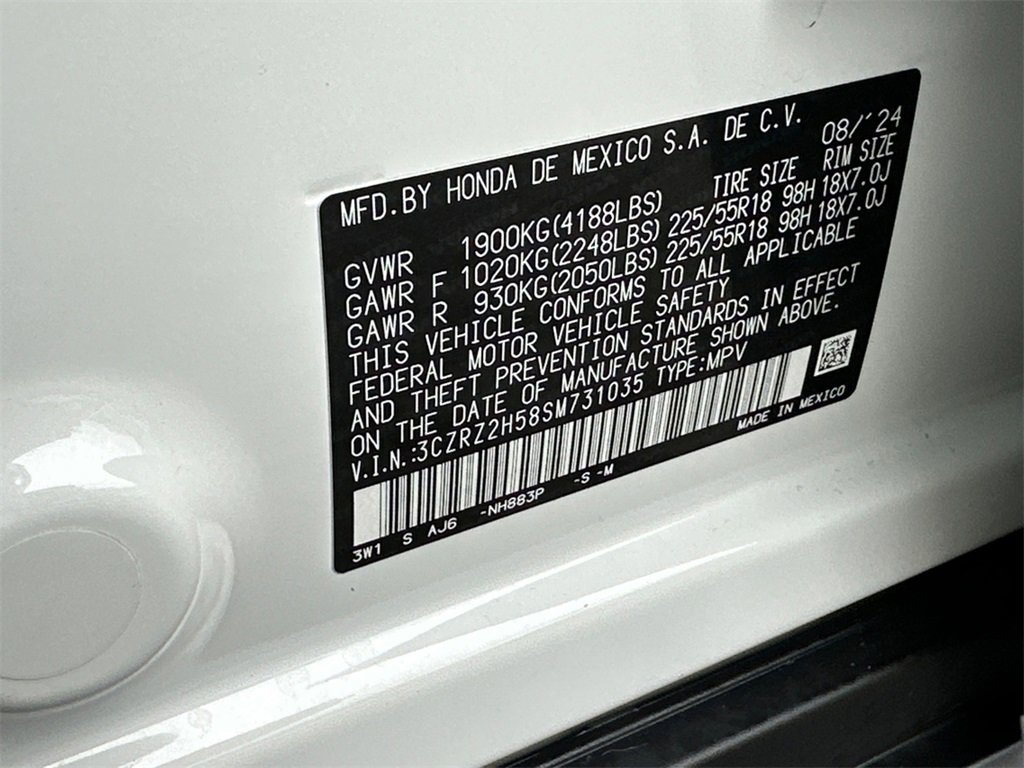 MFD.BY HONDA DE MEXICO S.A. DE C.V. 08/'24
TIRE SIZE RIM SIZE
GVWR 1900KG(4188LBS)
GAWR F 1020KG(2248LBS) 225/55R18 98H 18X7.0J
GAWR R 930KG(2050LBS) 225/55R18 98H 18X7.0J
THIS VEHICLE CONFORMS TO ALL APPLICABLE
FEDERAL MOTOR VEHICLE SAFETY
AND THEFT PREVENTION STANDARDS IN EFFECT
ON THE DATE OF MANUFACTURE SHOWN ABOVE.
V.I.N.:3CZRZ2H58SM731035 TYPE:MPV
MADE IN MEXICO
3W1 S AJ6 -NH883P -S -M